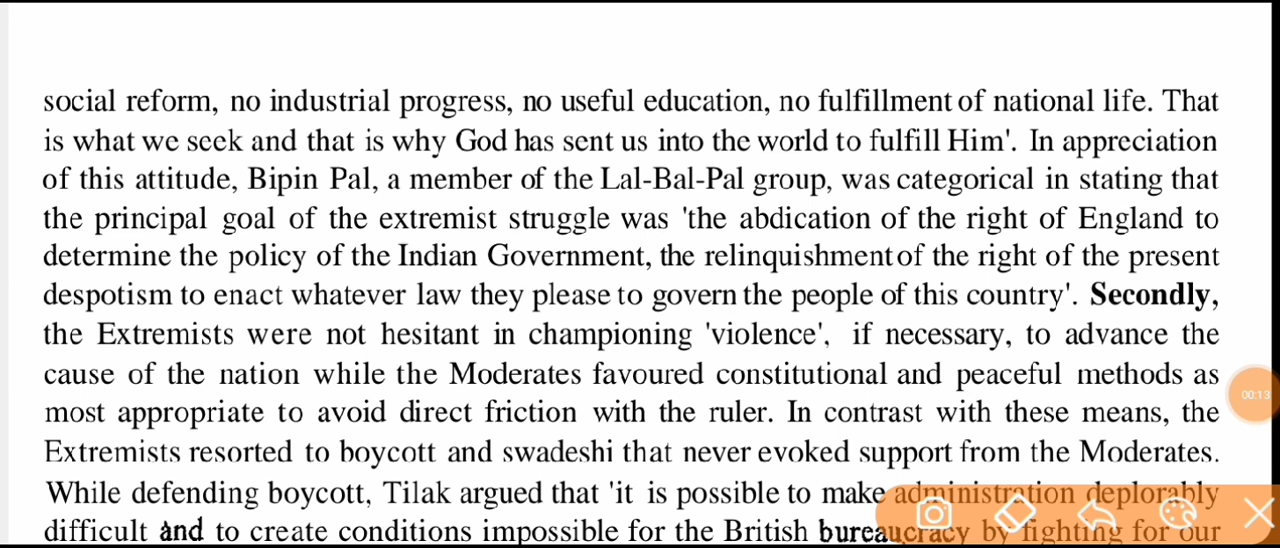 social reform, no industrial progress, no useful education, no fulfillment of national life. That
is what we seek and that is why God has sent us into the world to fulfill Him'. In appreciation
of this attitude, Bipin Pal, a member of the Lal-Bal-Pal group, was categorical in stating that
the principal goal of the extremist struggle was 'the abdication of the right of England to
determine the policy of the Indian Government, the relinquishment of the right of the present
despotism to enact whatever law they please to govern the people of this country'. Secondly,
the Extremists were not hesitant in championing 'violence', if necessary, to advance the
cause of the nation while the Moderates favoured constitutional and peaceful methods as
00:13
most appropriate to avoid direct friction with the ruler. In contrast with these means, the
Extremists resorted to boycott and swadeshi that never evoked support from the Moderates.
While defending boycott, Tilak argued that 'it is possible to make administration deplorably
difficult and to create conditions impossible for the British bureaucracy by fighting for our